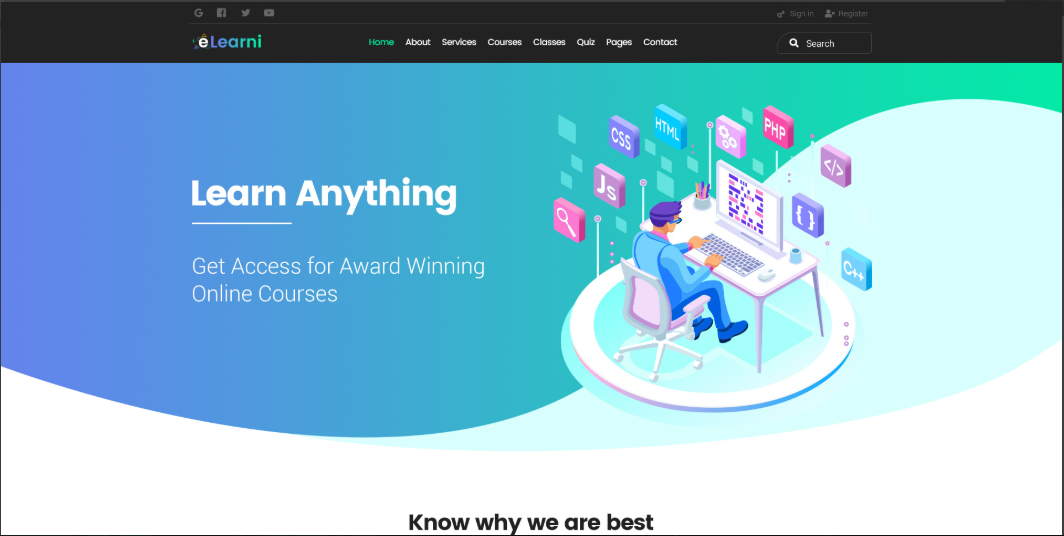 Sign in
Register
eLearni
Home
About
Services
Courses
Classes
Quiz
Pages
Contact
Search
CSS
HTML
PHP
</>
Js
{ }
C++
Learn Anything
Get Access for Award Winning
Online Courses
Know why we are best